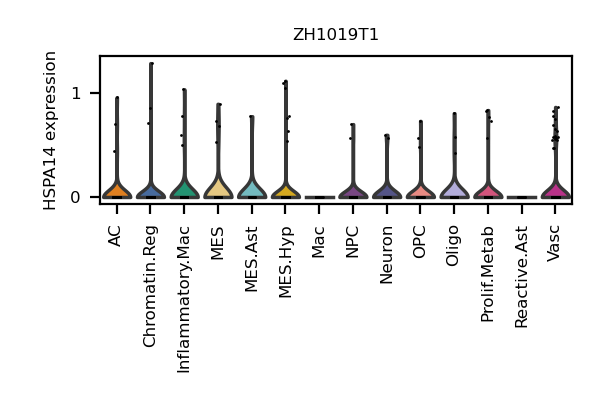 ZH1019T1
HSPA14 expression
1
0
AC
Chromatin.Reg
Inflammatory.Mac
MES
MES.Ast
MES.Hyp
Mac
NPC
Neuron
OPC
Oligo
Prolif.Metab
Reactive.Ast
Vasc